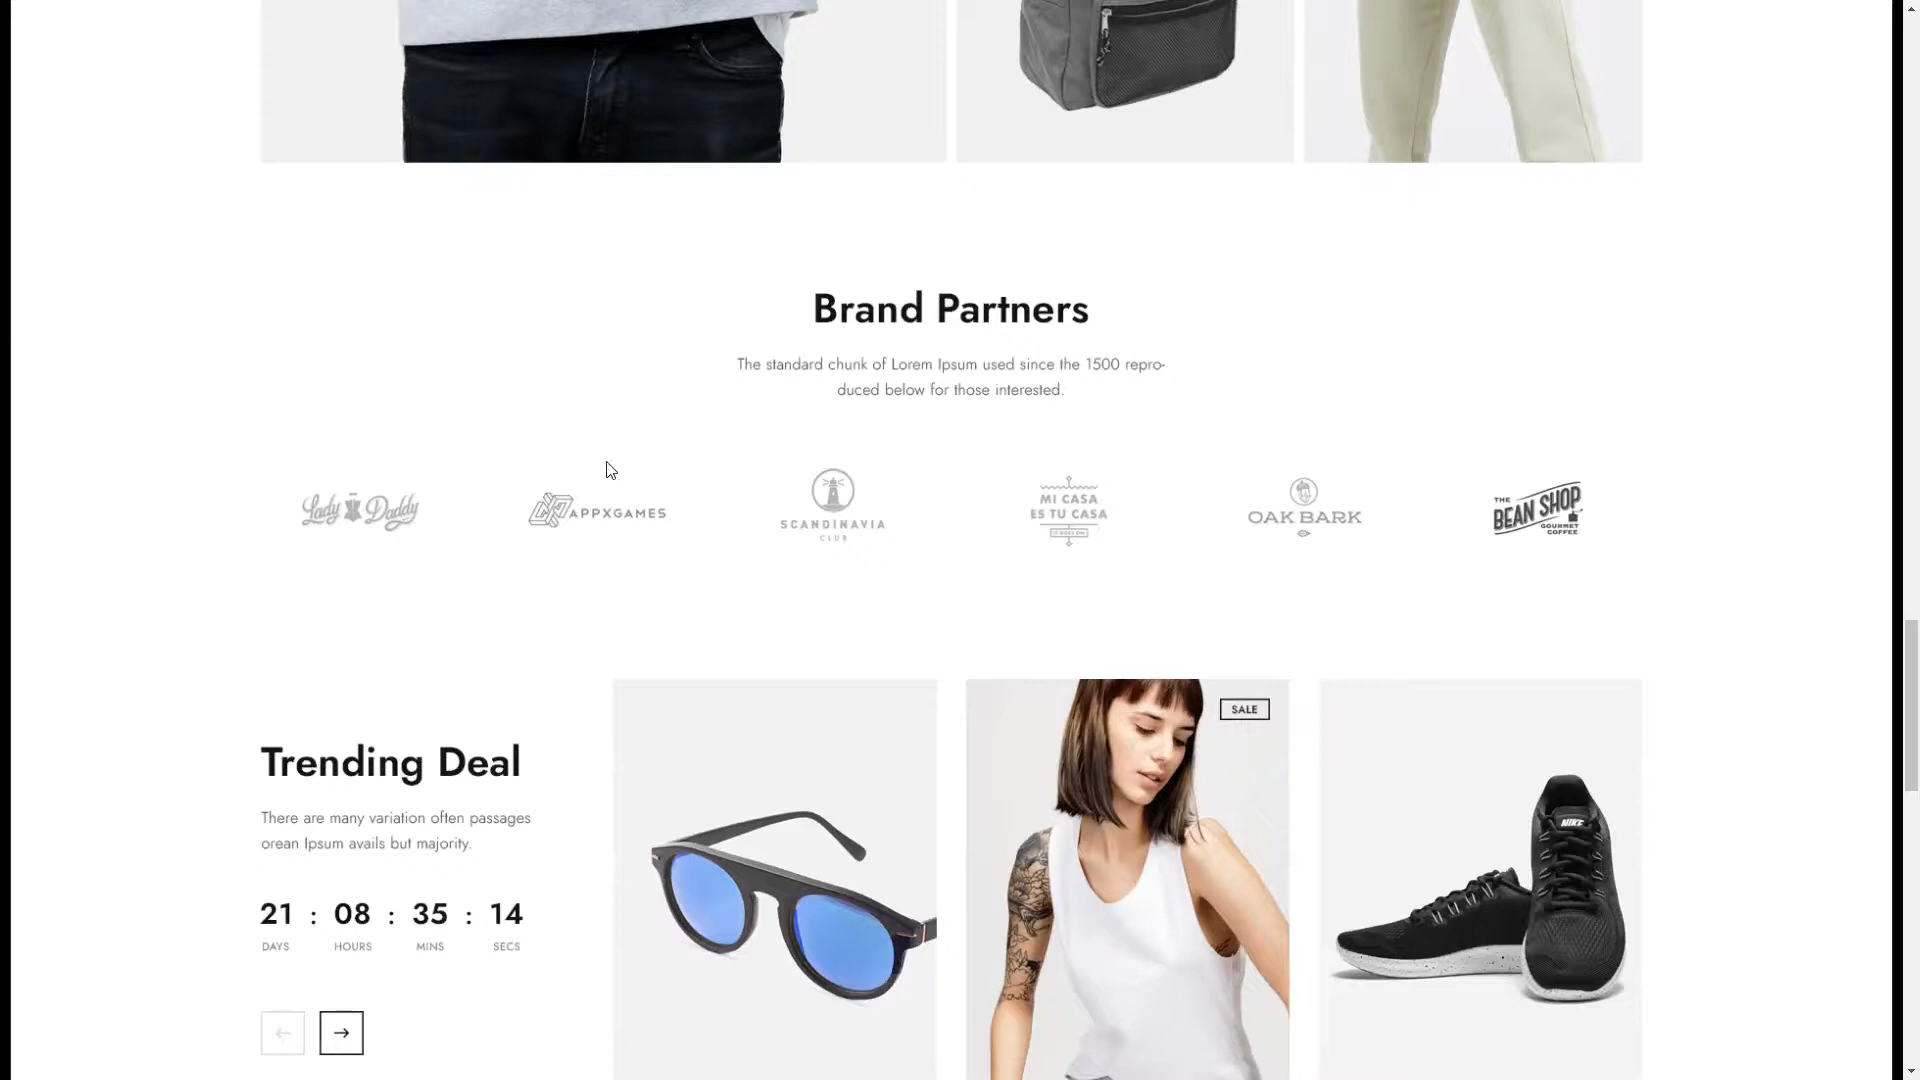 Brand Partners
The standard chunk of Lorem Ipsum used since the 1500 repro-
duced below for those interested.
Lady Daddy
APPXGAMES
SCANDINAVIA
CLUB
MI CASA
ES TU CASA
OAK BARK
THE
BEAN SHOP
GOURMET
COFFEE
SALE
Trending Deal
There are many variation often passages
orean Ipsum avails but majority.
21 : 08 : 35 : 14
DAYS HOURS MINS SECS
NIKE